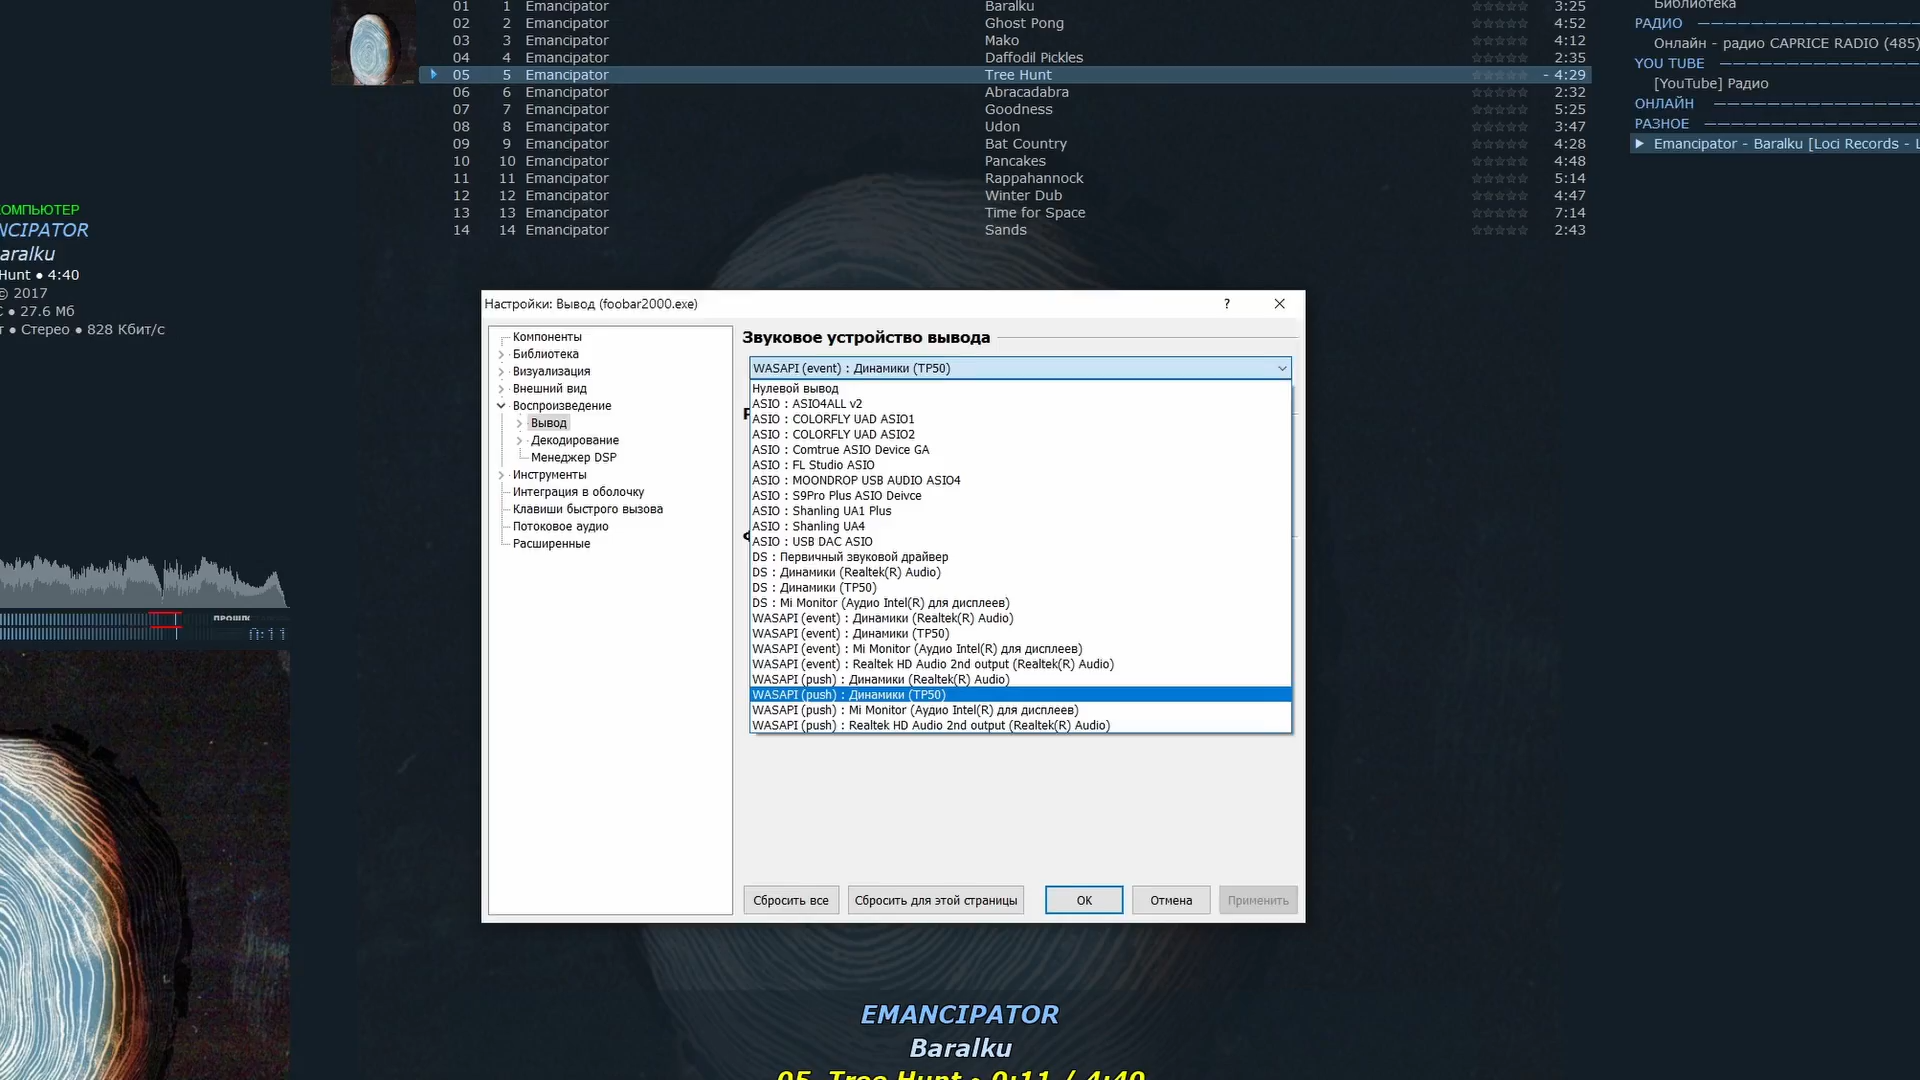 01 1 Emancipator Baralku ☆☆☆☆☆ 3:25
02 2 Emancipator Ghost Pong ☆☆☆☆☆ 4:52
03 3 Emancipator Mako ☆☆☆☆☆ 4:12
04 4 Emancipator Daffodil Pickles ☆☆☆☆☆ 2:35
05 5 Emancipator Tree Hunt ☆☆☆☆☆ - 4:29
06 6 Emancipator Abracadabra ☆☆☆☆☆ 2:32
07 7 Emancipator Goodness ☆☆☆☆☆ 5:25
08 8 Emancipator Udon ☆☆☆☆☆ 3:47
09 9 Emancipator Bat Country ☆☆☆☆☆ 4:28
10 10 Emancipator Pancakes ☆☆☆☆☆ 4:48
11 11 Emancipator Rappahannock ☆☆☆☆☆ 5:14
12 12 Emancipator Winter Dub ☆☆☆☆☆ 4:47
13 13 Emancipator Time for Space ☆☆☆☆☆ 7:14
14 14 Emancipator Sands ☆☆☆☆☆ 2:43
Библиотека
РАДИО
Онлайн - радио CAPRICE RADIO (485)
YOU TUBE
[YouTube] Радио
ОНЛАЙН
РАЗНОЕ
Emancipator - Baralku [Loci Records - L
ОМПЬЮТЕР
NCIPATOR
aralku
Hunt ● 4:40
© 2017
C ● 27.6 Мб
т ● Стерео ● 828 Кбит/с
0:11
Настройки: Вывод (foobar2000.exe)
?
Компоненты
Библиотека
Визуализация
Внешний вид
Воспроизведение
Вывод
Декодирование
Менеджер DSP
Инструменты
Интеграция в оболочку
Клавиши быстрого вызова
Потоковое аудио
Расширенные
Звуковое устройство вывода
WASAPI (event) : Динамики (TP50)
Нулевой вывод
ASIO : ASIO4ALL v2
ASIO : COLORFLY UAD ASIO1
ASIO : COLORFLY UAD ASIO2
ASIO : Comtrue ASIO Device GA
ASIO : FL Studio ASIO
ASIO : MOONDROP USB AUDIO ASIO4
ASIO : S9Pro Plus ASIO Deivce
ASIO : Shanling UA1 Plus
ASIO : Shanling UA4
ASIO : USB DAC ASIO
DS : Первичный звуковой драйвер
DS : Динамики (Realtek(R) Audio)
DS : Динамики (TP50)
DS : Mi Monitor (Аудио Intel(R) для дисплеев)
WASAPI (event) : Динамики (Realtek(R) Audio)
WASAPI (event) : Динамики (TP50)
WASAPI (event) : Mi Monitor (Аудио Intel(R) для дисплеев)
WASAPI (event) : Realtek HD Audio 2nd output (Realtek(R) Audio)
WASAPI (push) : Динамики (Realtek(R) Audio)
WASAPI (push) : Динамики (TP50)
WASAPI (push) : Mi Monitor (Аудио Intel(R) для дисплеев)
WASAPI (push) : Realtek HD Audio 2nd output (Realtek(R) Audio)
Сбросить все
Сбросить для этой страницы
OK
Отмена
Применить
EMANCIPATOR
Baralku
05. Tree Hunt • 0:11 / 4:40